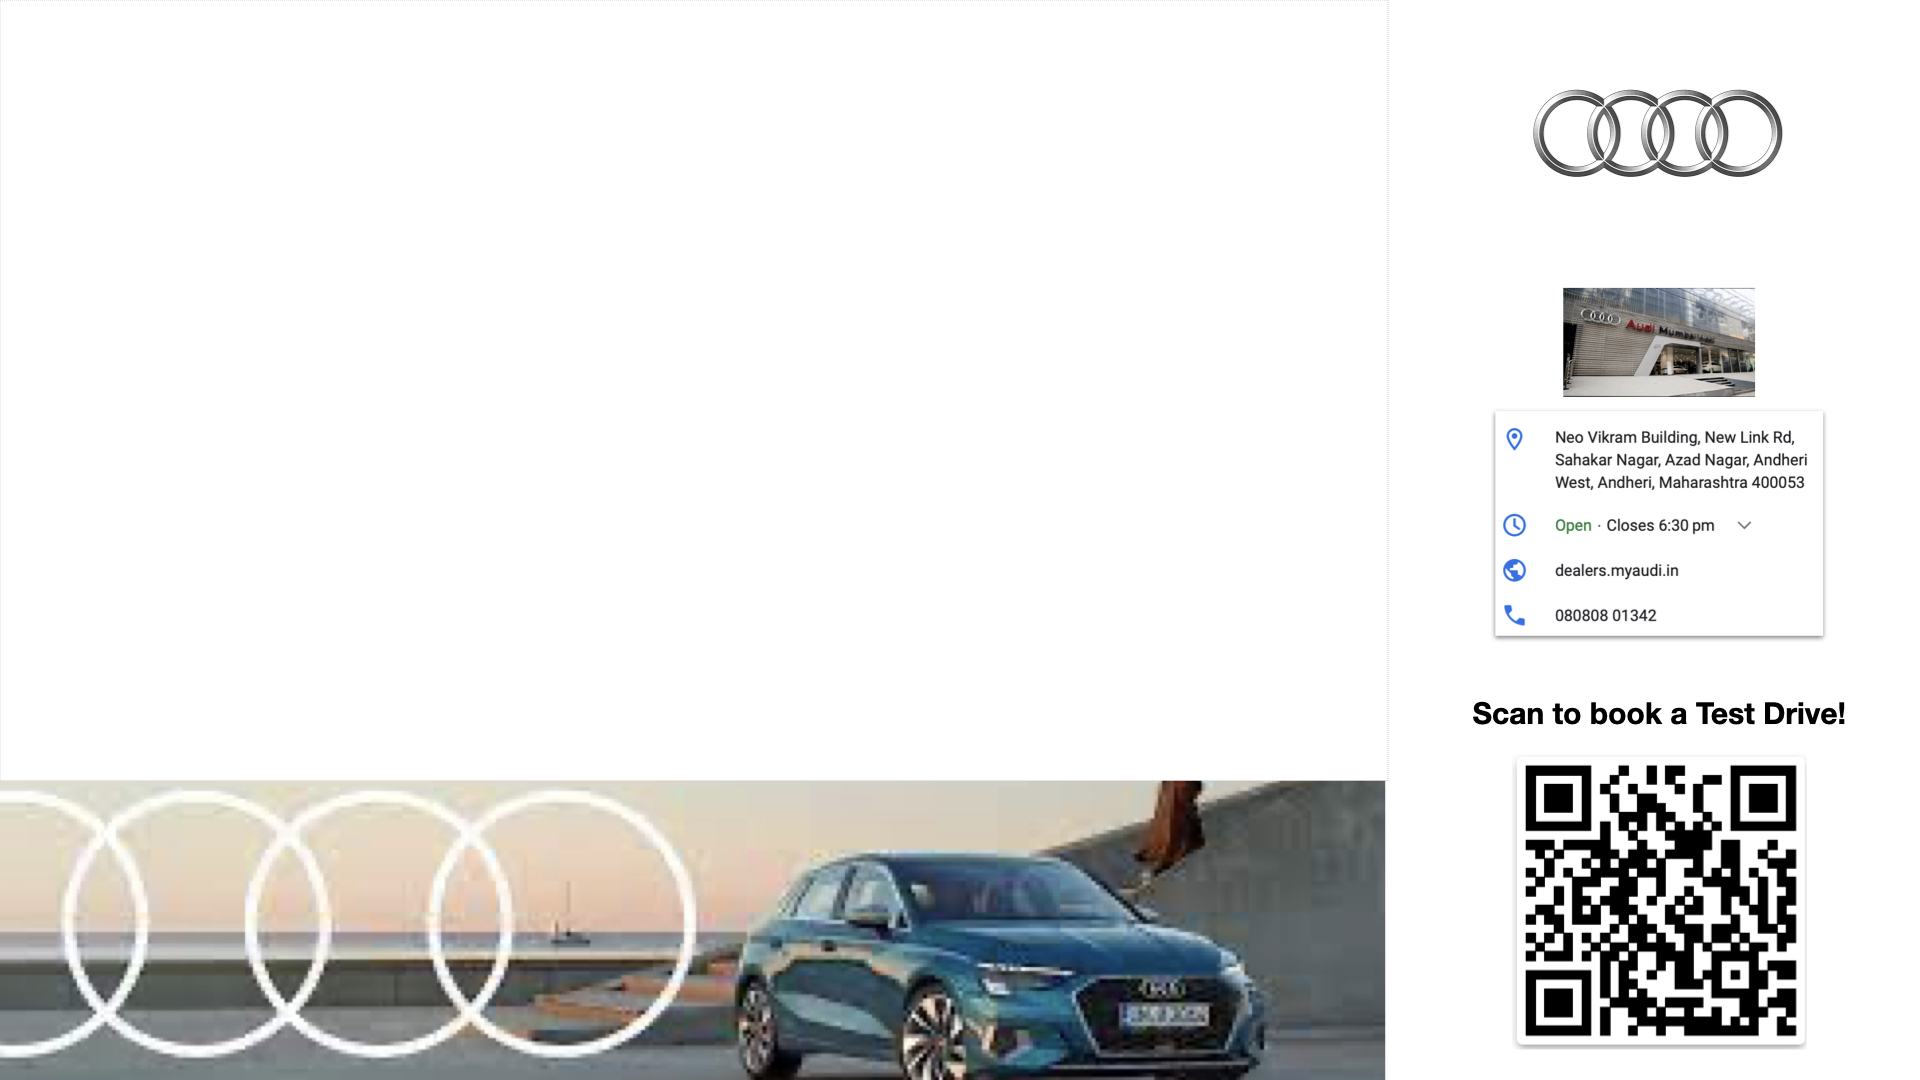 Audi Mumbai West
Neo Vikram Building, New Link Rd,
Sahakar Nagar, Azad Nagar, Andheri
West, Andheri, Maharashtra 400053
Open · Closes 6:30 pm
dealers.myaudi.in
080808 01342
Scan to book a Test Drive!